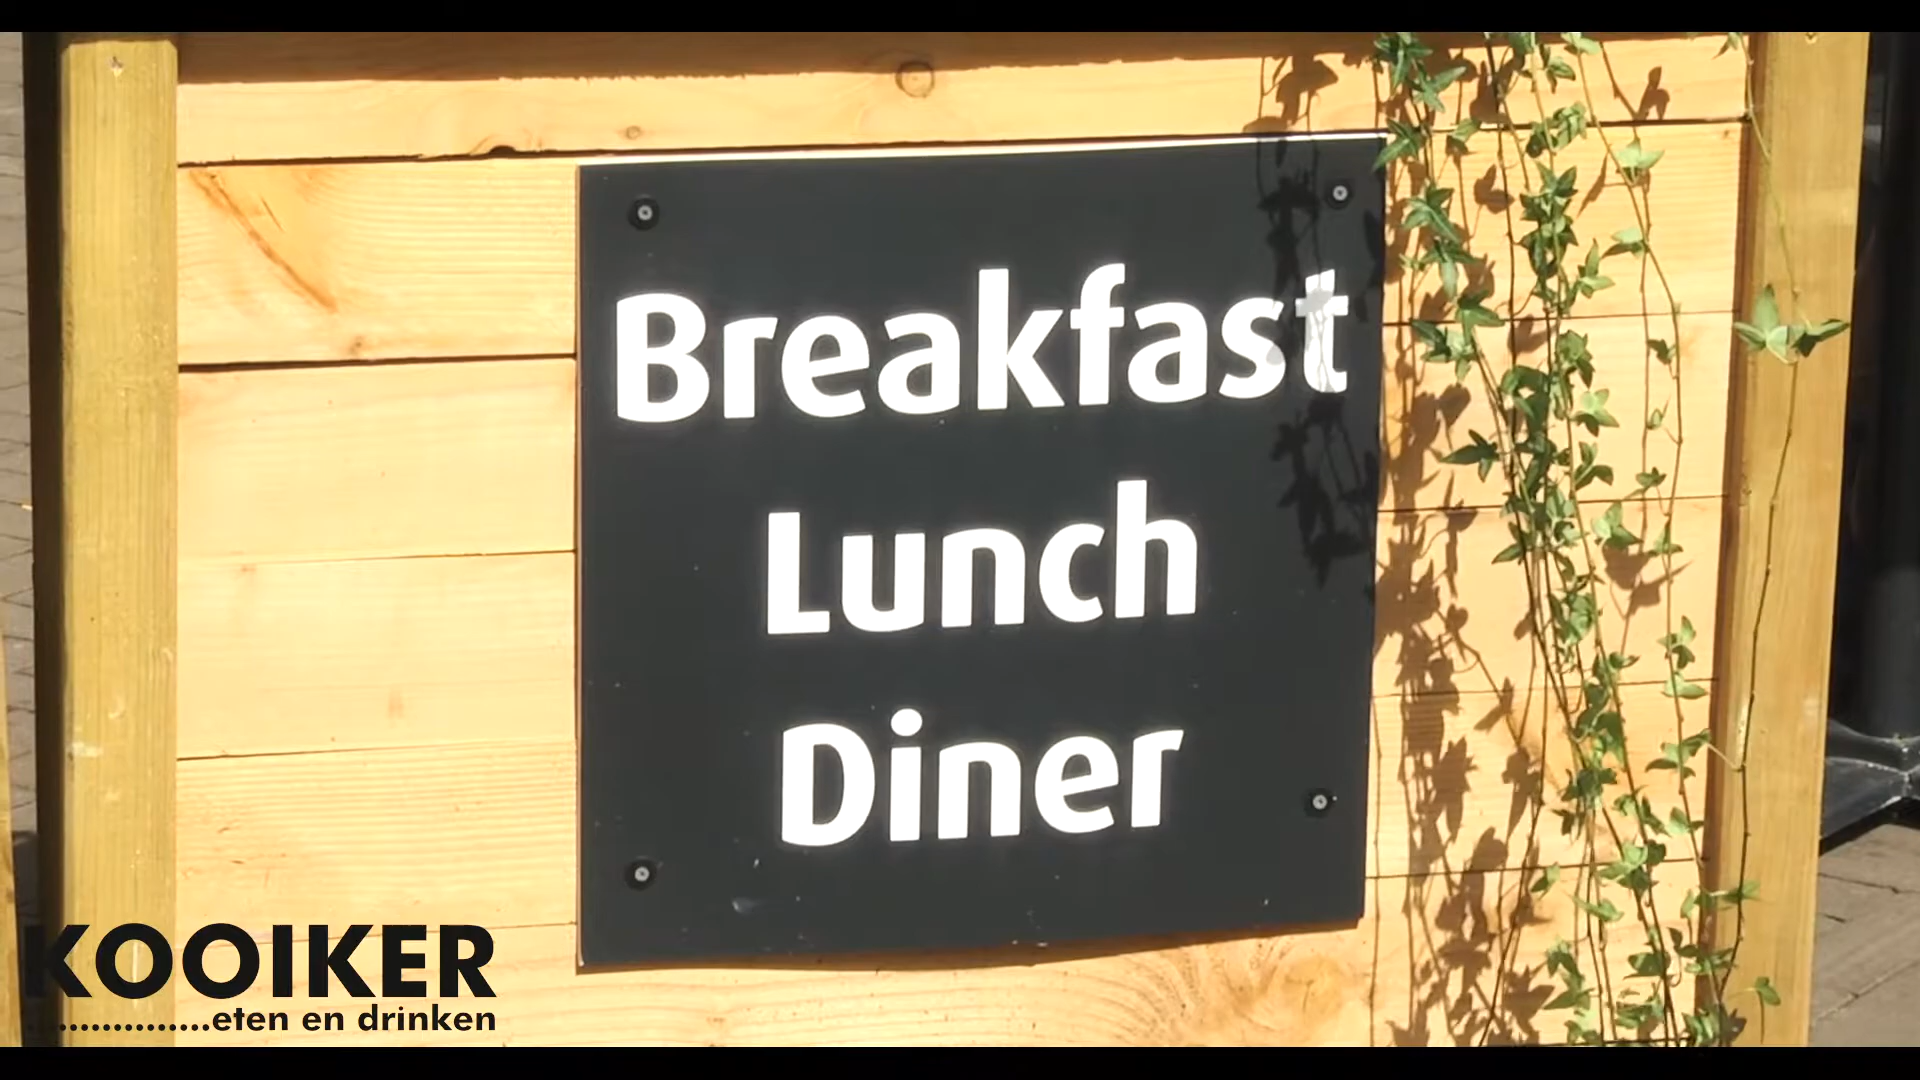 Breakfast
Lunch
Diner
KOOIKER
.................eten en drinken